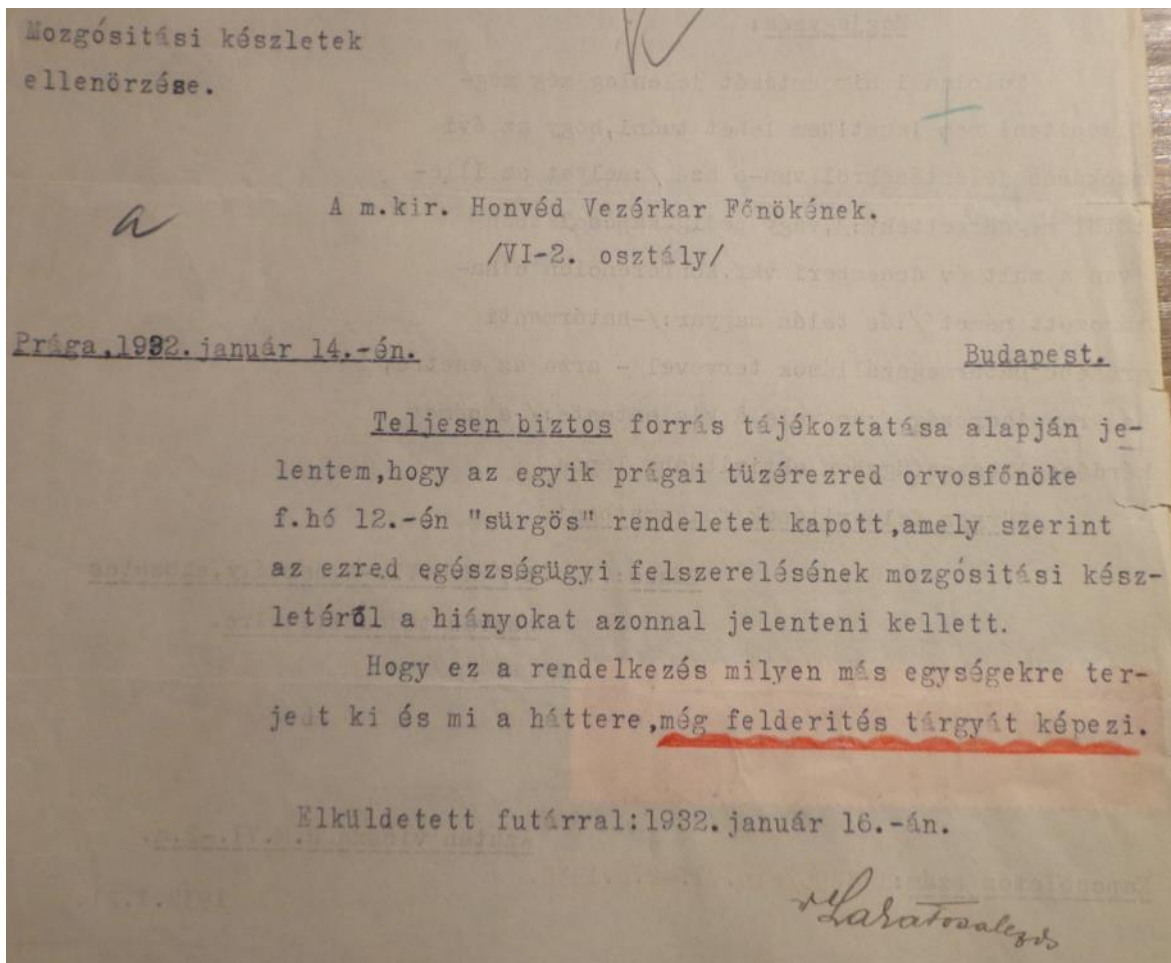 Mozgósitási készletek
ellenörzése.
a
A m.kir. Honvéd Vezérkar Főnökének.
/VI-2. osztály/
Prága,1932.január 14.-én.
Budapest.
Teljesen biztos forrás tájékoztatása alapján je-
lentem,hogy az egyik prágai tüzérezred orvosfőnöke
f.hó 12.-én "sürgös" rendeletet kapott,amely szerint
az ezred egészségügyi felszerelésének mozgósitási kész-
letéről a hiányokat azonnal jelenteni kellett.
Hogy ez a rendelkezés milyen más egységekre ter-
jedt ki és mi a háttere,még felderités tárgyát képezi.
Elküldetett futárral:1932.január 16.-án.